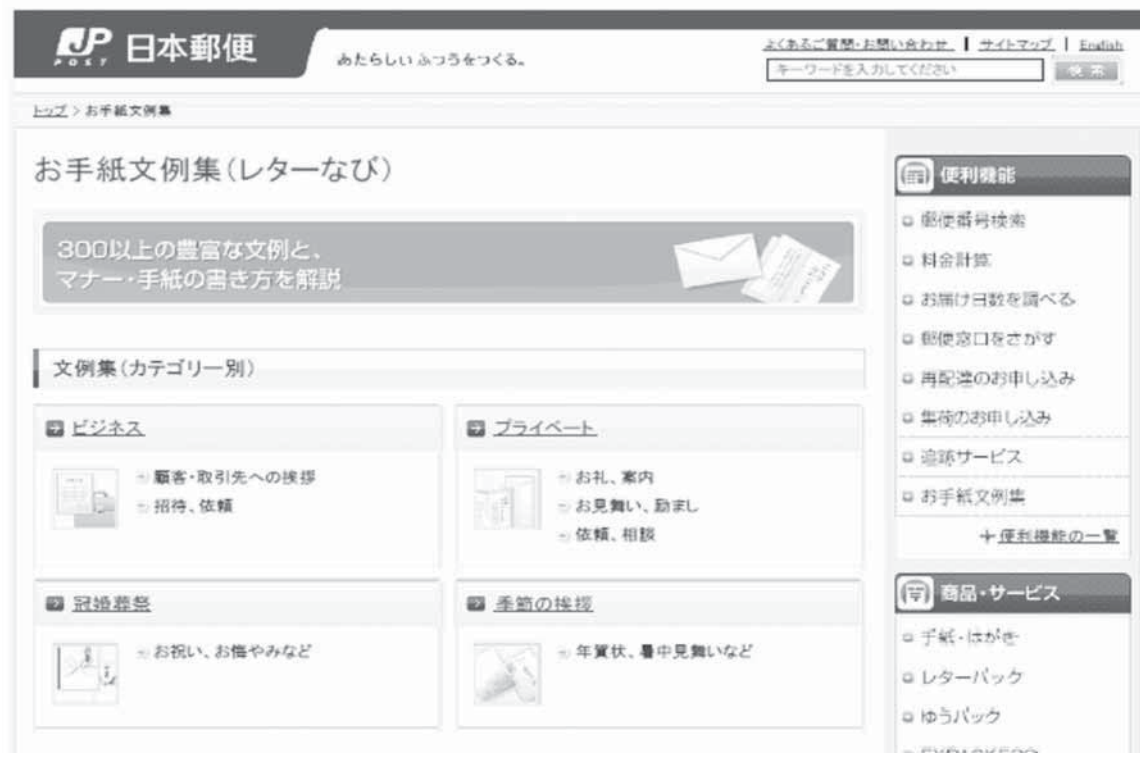 JP 日本郵便
POST
あたらしいふつうをつくる。
よくあるご質問・お問い合わせ | サイトマップ | English
キーワードを入力してください
検索
トップ > お手紙文例集
お手紙文例集(レターなび)
300以上の豊富な文例と、
マナー・手紙の書き方を解説
文例集(カテゴリー別)
ビジネス
顧客・取引先への挨拶
招待、依頼
プライベート
お礼、案内
お見舞い、励まし
依頼、相談
冠婚葬祭
お祝い、お悔やみなど
季節の挨拶
年賀状、暑中見舞いなど
便利機能
郵便番号検索
料金計算
お届け日数を調べる
郵便窓口をさがす
再配達のお申し込み
集荷のお申し込み
追跡サービス
お手紙文例集
+便利機能の一覧
商品・サービス
手紙・はがき
レターパック
ゆうパック